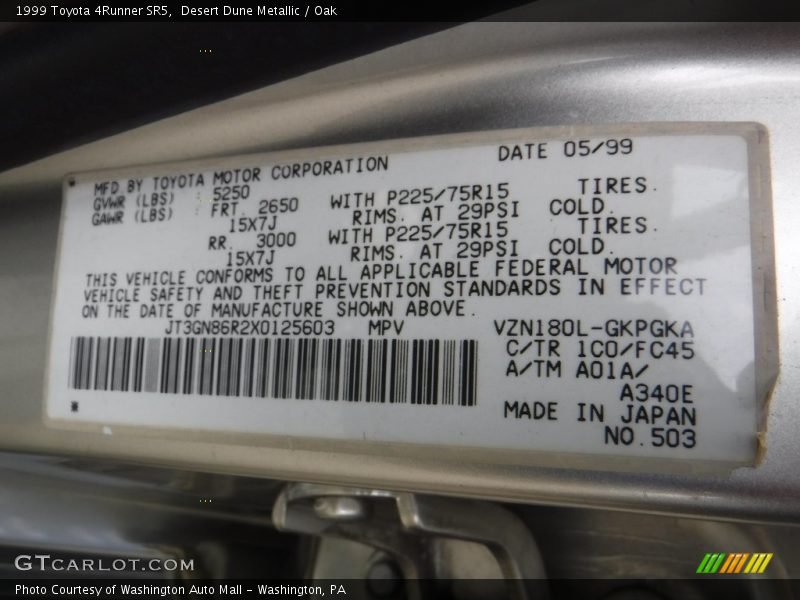 1999 Toyota 4Runner SR5,  Desert Dune Metallic / Oak
MFD.BY TOYOTA MOTOR CORPORATION DATE 05/99
GVWR (LBS) 5250
GAWR (LBS) FRT. 2650 WITH P225/75R15 TIRES.
15X7J RIMS. AT 29PSI COLD.
RR. 3000 WITH P225/75R15 TIRES.
15X7J RIMS. AT 29PSI COLD.
THIS VEHICLE CONFORMS TO ALL APPLICABLE FEDERAL MOTOR
VEHICLE SAFETY AND THEFT PREVENTION STANDARDS IN EFFECT
ON THE DATE OF MANUFACTURE SHOWN ABOVE.
JT3GN86R2X0125603 MPV VZN180L-GKPGKA
C/TR 1C0/FC45
A/TM A01A/
A340E
MADE IN JAPAN
NO.503
GTCARLOT.COM
Photo Courtesy of Washington Auto Mall - Washington, PA